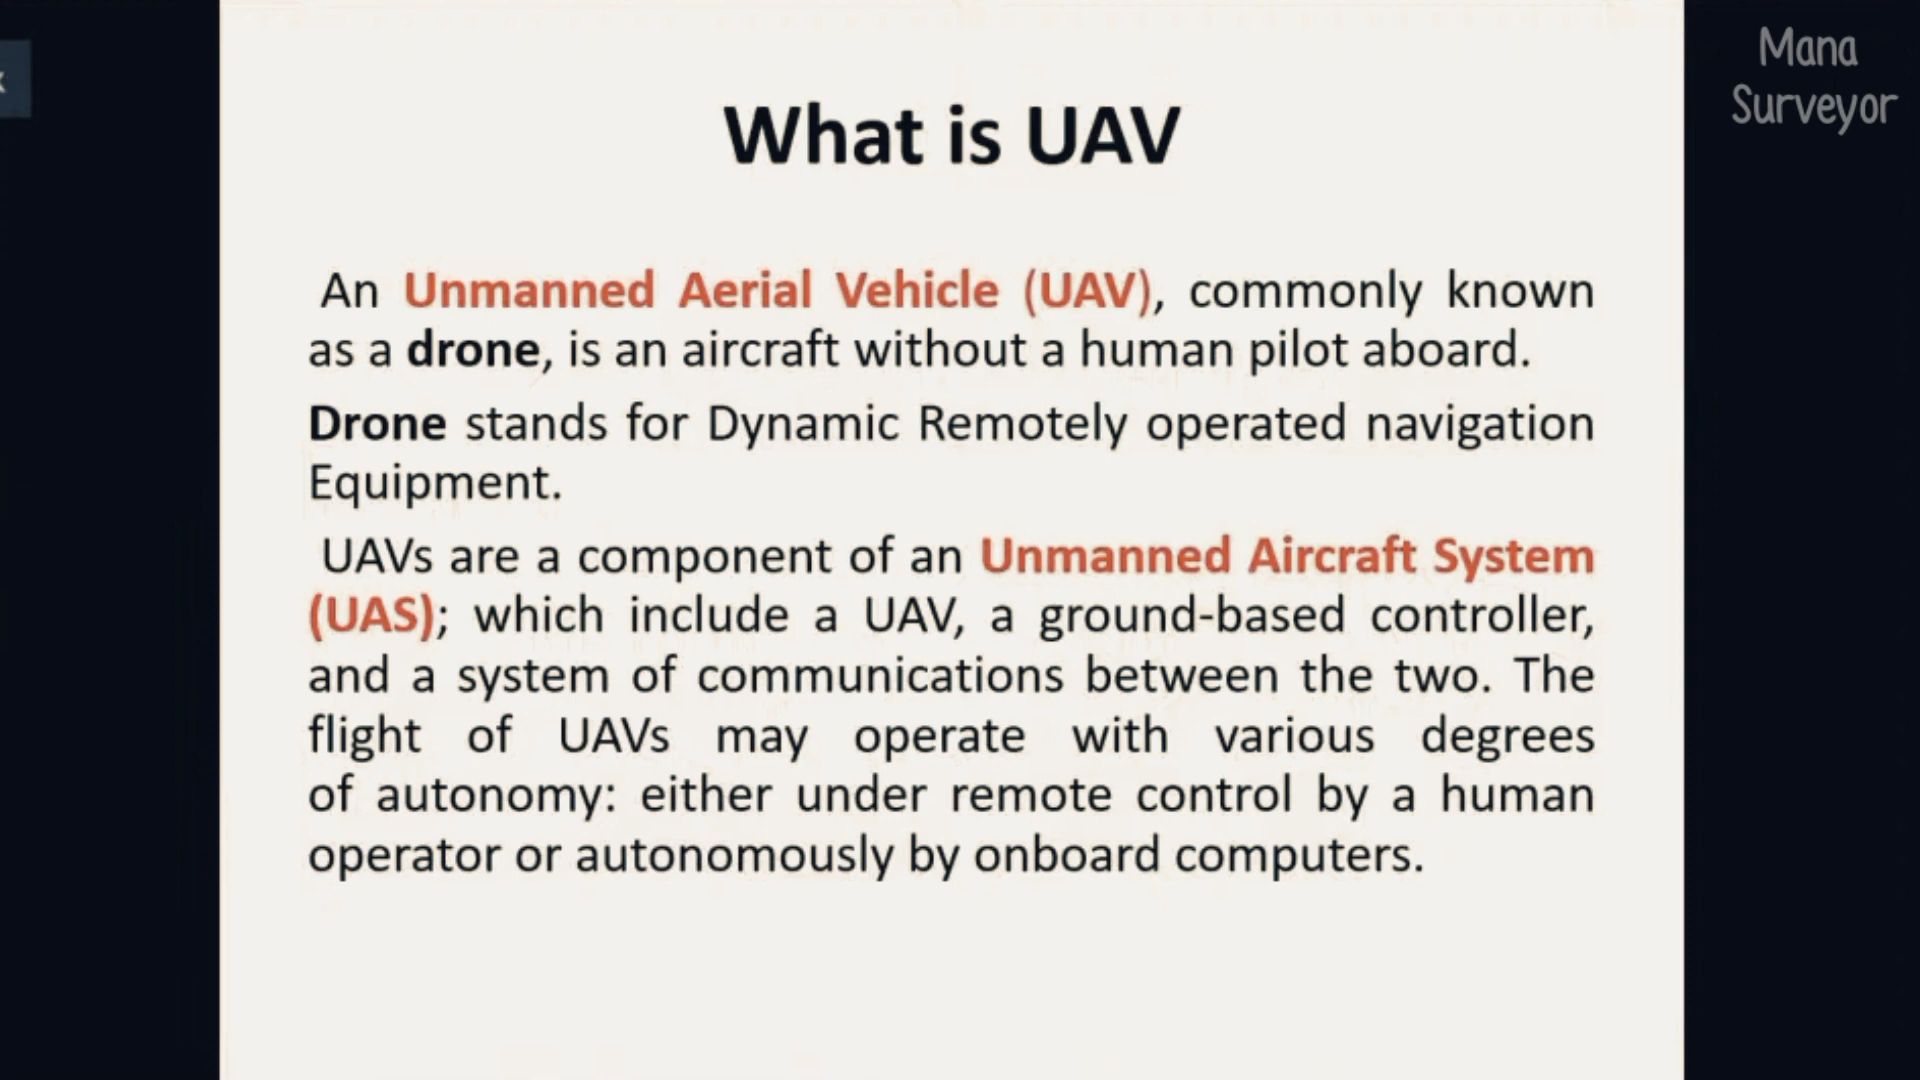 Mana
Surveyor
What is UAV
An Unmanned Aerial Vehicle (UAV), commonly known
as a drone, is an aircraft without a human pilot aboard.
Drone stands for Dynamic Remotely operated navigation
Equipment.
UAVs are a component of an Unmanned Aircraft System
(UAS); which include a UAV, a ground-based controller,
and a system of communications between the two. The
flight of UAVs may operate with various degrees
of autonomy: either under remote control by a human
operator or autonomously by onboard computers.